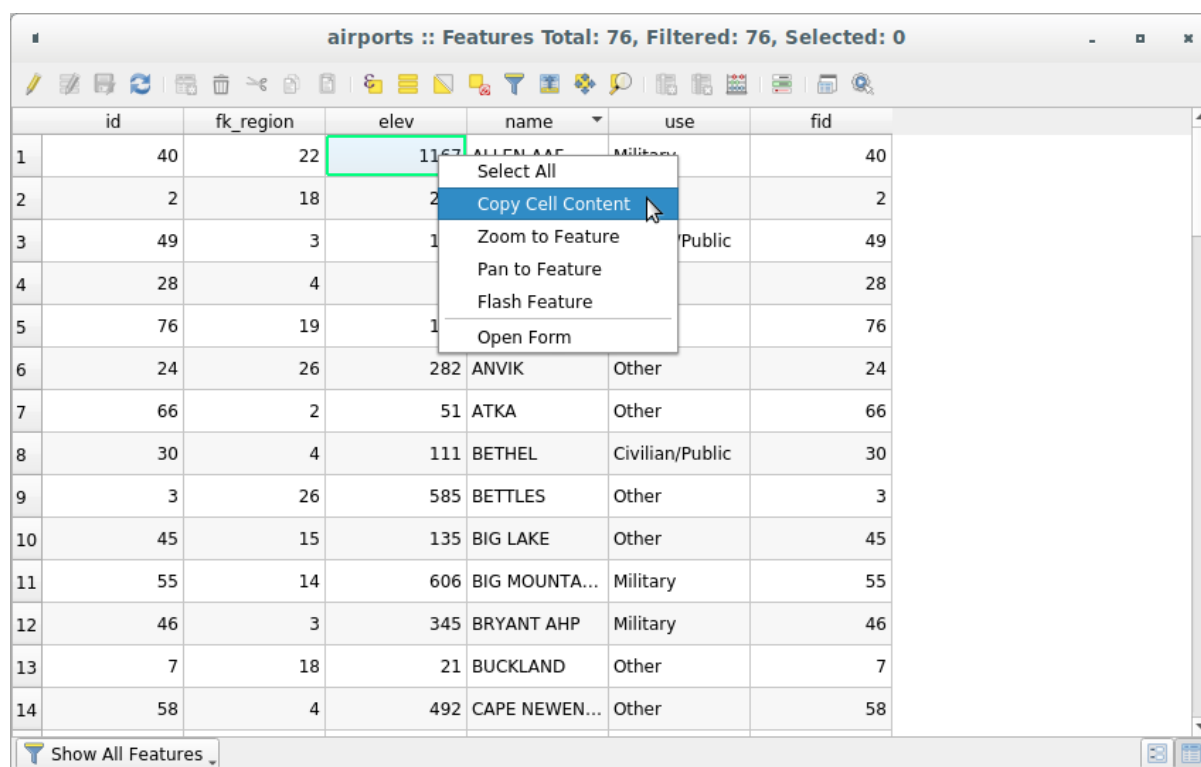 airports :: Features Total: 76, Filtered: 76, Selected: 0
id fk_region elev name use fid
1 40 22 1167 ALLEN AAF Military 40
2 2 18 2
3 49 3 /Public 49
4 28 4 28
5 76 19 76
Select All
Copy Cell Content
Zoom to Feature
Pan to Feature
Flash Feature
Open Form
6 24 26 282 ANVIK Other 24
7 66 2 51 ATKA Other 66
8 30 4 111 BETHEL Civilian/Public 30
9 3 26 585 BETTLES Other 3
10 45 15 135 BIG LAKE Other 45
11 55 14 606 BIG MOUNTA... Military 55
12 46 3 345 BRYANT AHP Military 46
13 7 18 21 BUCKLAND Other 7
14 58 4 492 CAPE NEWEN... Other 58
Show All Features